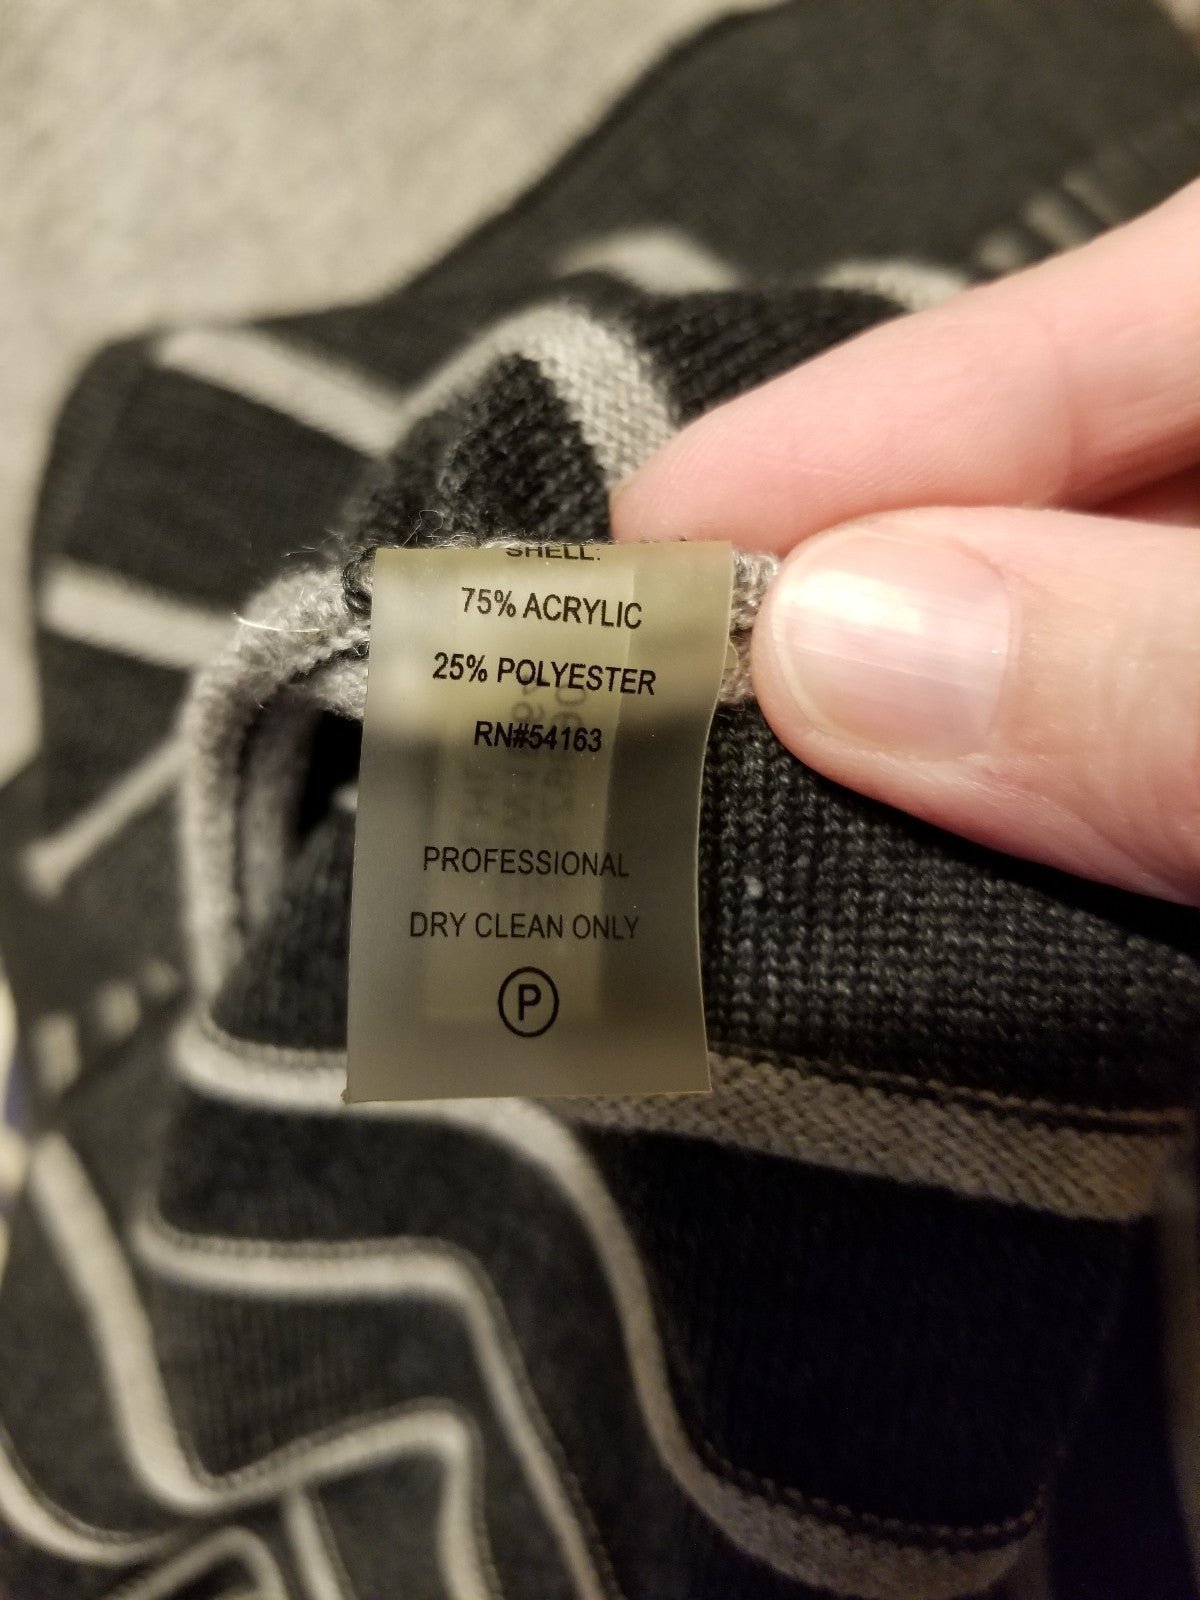 SHELL:
75% ACRYLIC
25% POLYESTER
RN#54163
PROFESSIONAL
DRY CLEAN ONLY
P